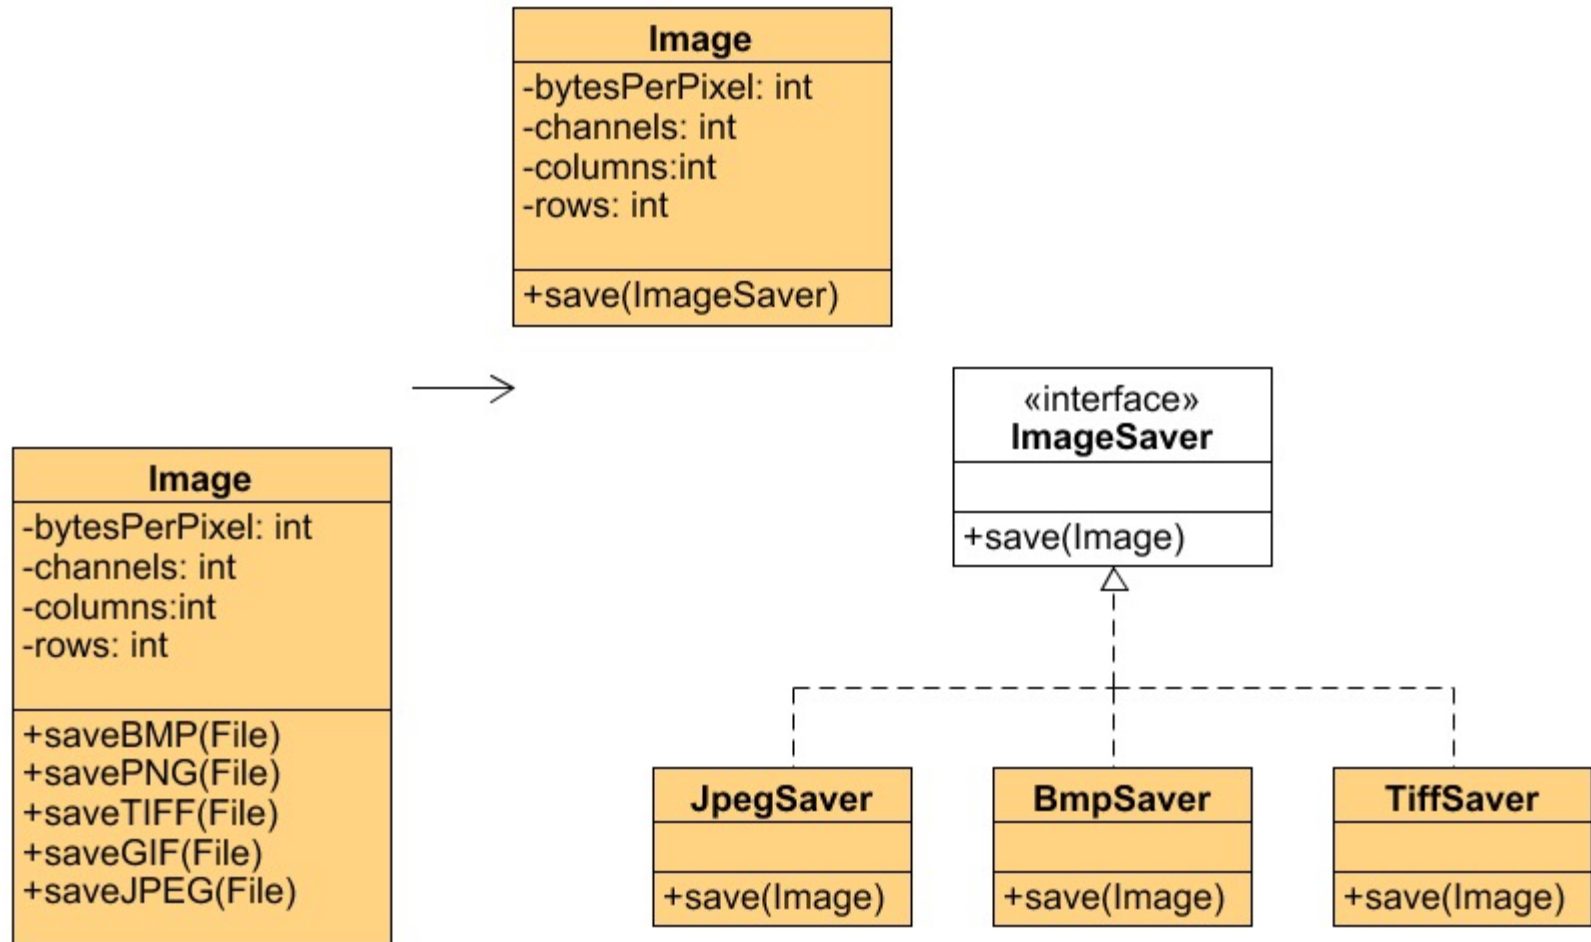 Image
-bytesPerPixel: int
-channels: int
-columns:int
-rows: int
+save(ImageSaver)
Image
-bytesPerPixel: int
-channels: int
-columns:int
-rows: int
+saveBMP(File)
+savePNG(File)
+saveTIFF(File)
+saveGIF(File)
+saveJPEG(File)
«interface»
ImageSaver
+save(Image)
JpegSaver
+save(Image)
BmpSaver
+save(Image)
TiffSaver
+save(Image)